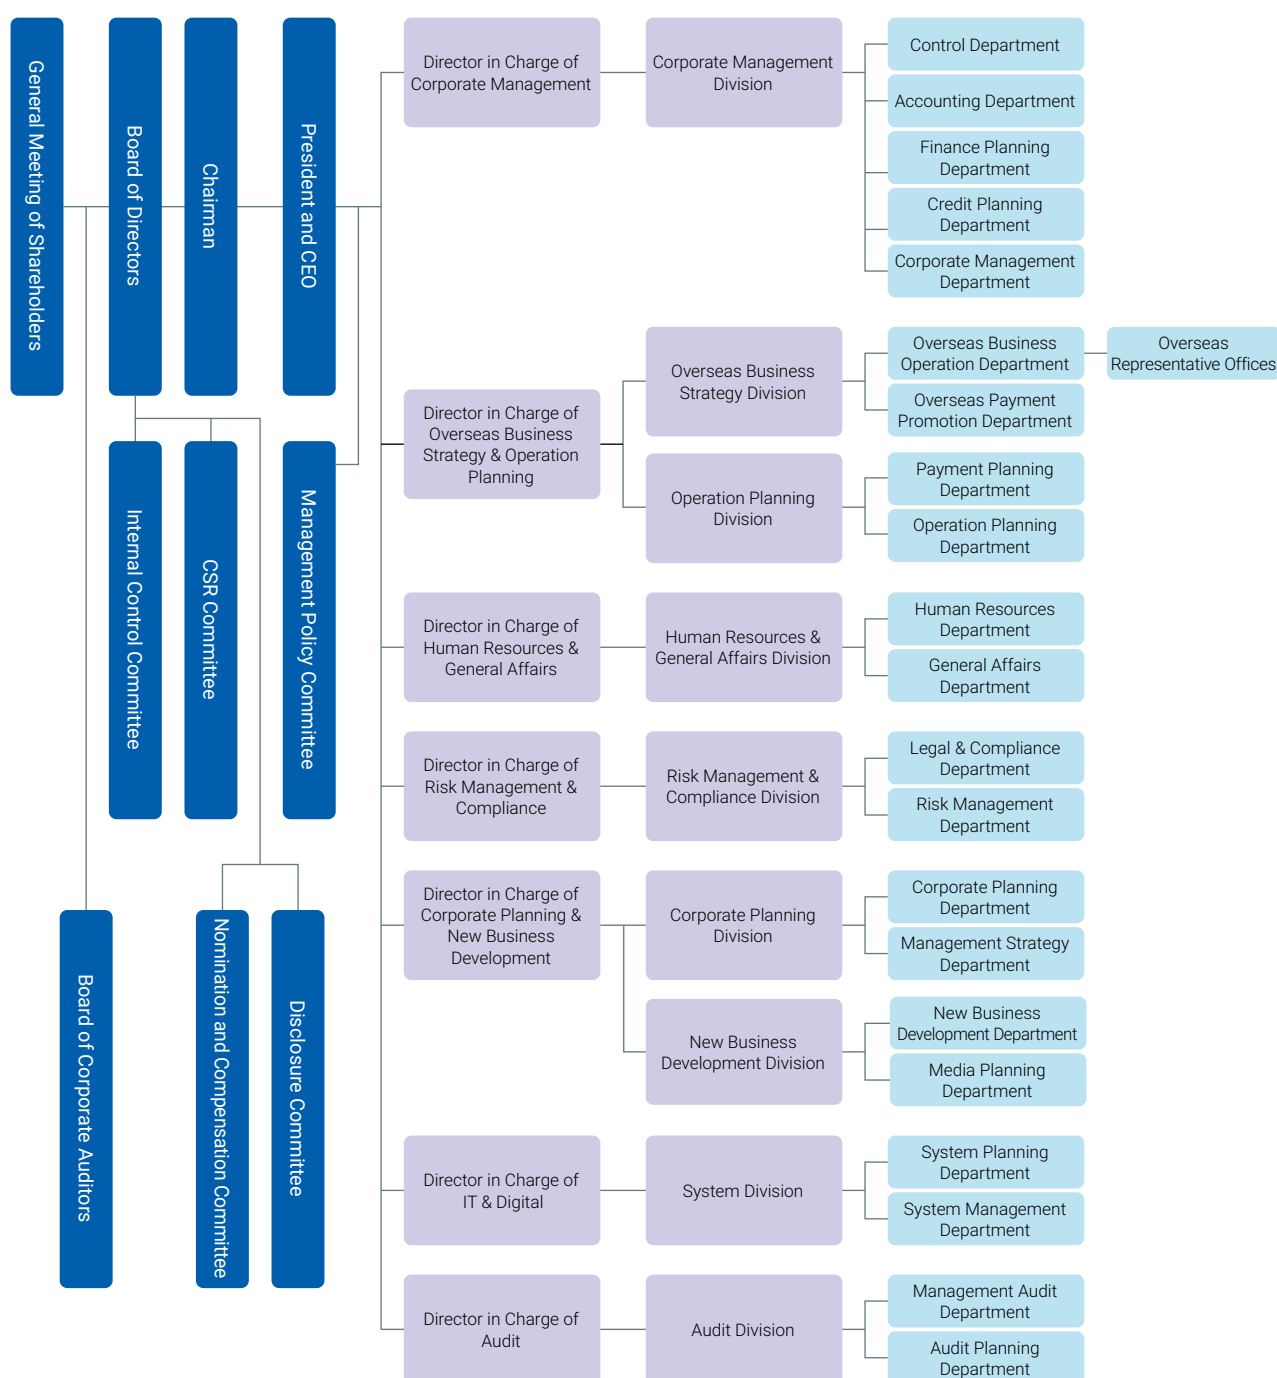 General Meeting of Shareholders
Board of Directors
Chairman
President and CEO
Internal Control Committee
CSR Committee
Management Policy Committee
Board of Corporate Auditors
Nomination and Compensation Committee
Disclosure Committee
Director in Charge of
Corporate Management
Corporate Management
Division
Control Department
Accounting Department
Finance Planning
Department
Credit Planning
Department
Corporate Management
Department
Director in Charge of
Overseas Business
Strategy & Operation
Planning
Overseas Business
Strategy Division
Overseas Business
Operation Department
Overseas
Representative Offices
Overseas Payment
Promotion Department
Operation Planning
Division
Payment Planning
Department
Operation Planning
Department
Director in Charge of
Human Resources &
General Affairs
Human Resources &
General Affairs Division
Human Resources
Department
General Affairs
Department
Director in Charge of
Risk Management &
Compliance
Risk Management &
Compliance Division
Legal & Compliance
Department
Risk Management
Department
Director in Charge of
Corporate Planning &
New Business
Development
Corporate Planning
Division
Corporate Planning
Department
Management Strategy
Department
New Business
Development Division
New Business
Development Department
Media Planning
Department
Director in Charge of
IT & Digital
System Division
System Planning
Department
System Management
Department
Director in Charge of
Audit
Audit Division
Management Audit
Department
Audit Planning
Department